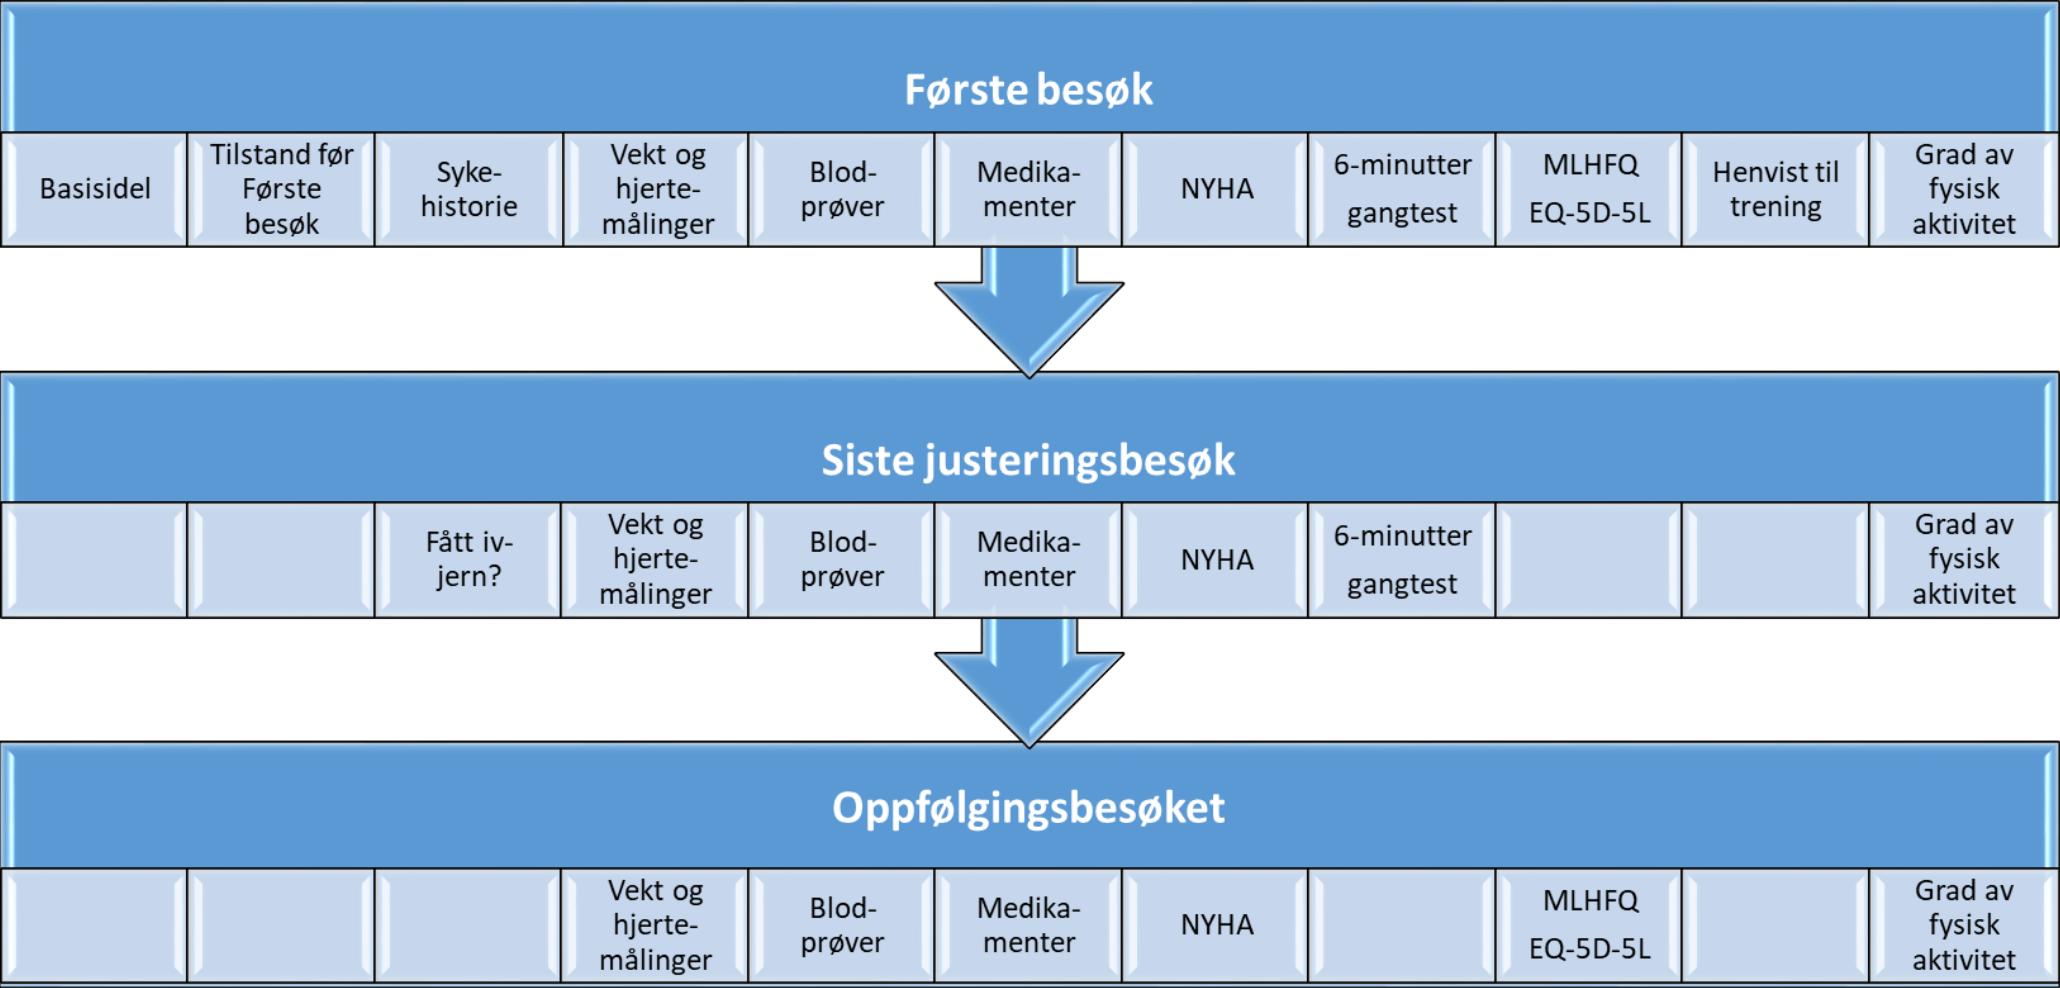 Første besøk
Basisidel
Tilstand før
Første
besøk
Syke-
historie
Vekt og
hjerte-
målinger
Blod-
prøver
Medika-
menter
NYHA
6-minutter
gangtest
MLHFQ
EQ-5D-5L
Henvist til
trening
Grad av
fysisk
aktivitet
Siste justeringsbesøk
Fått iv-
jern?
Vekt og
hjerte-
målinger
Blod-
prøver
Medika-
menter
NYHA
6-minutter
gangtest
Grad av
fysisk
aktivitet
Oppfølgingsbesøket
Vekt og
hjerte-
målinger
Blod-
prøver
Medika-
menter
NYHA
MLHFQ
EQ-5D-5L
Grad av
fysisk
aktivitet